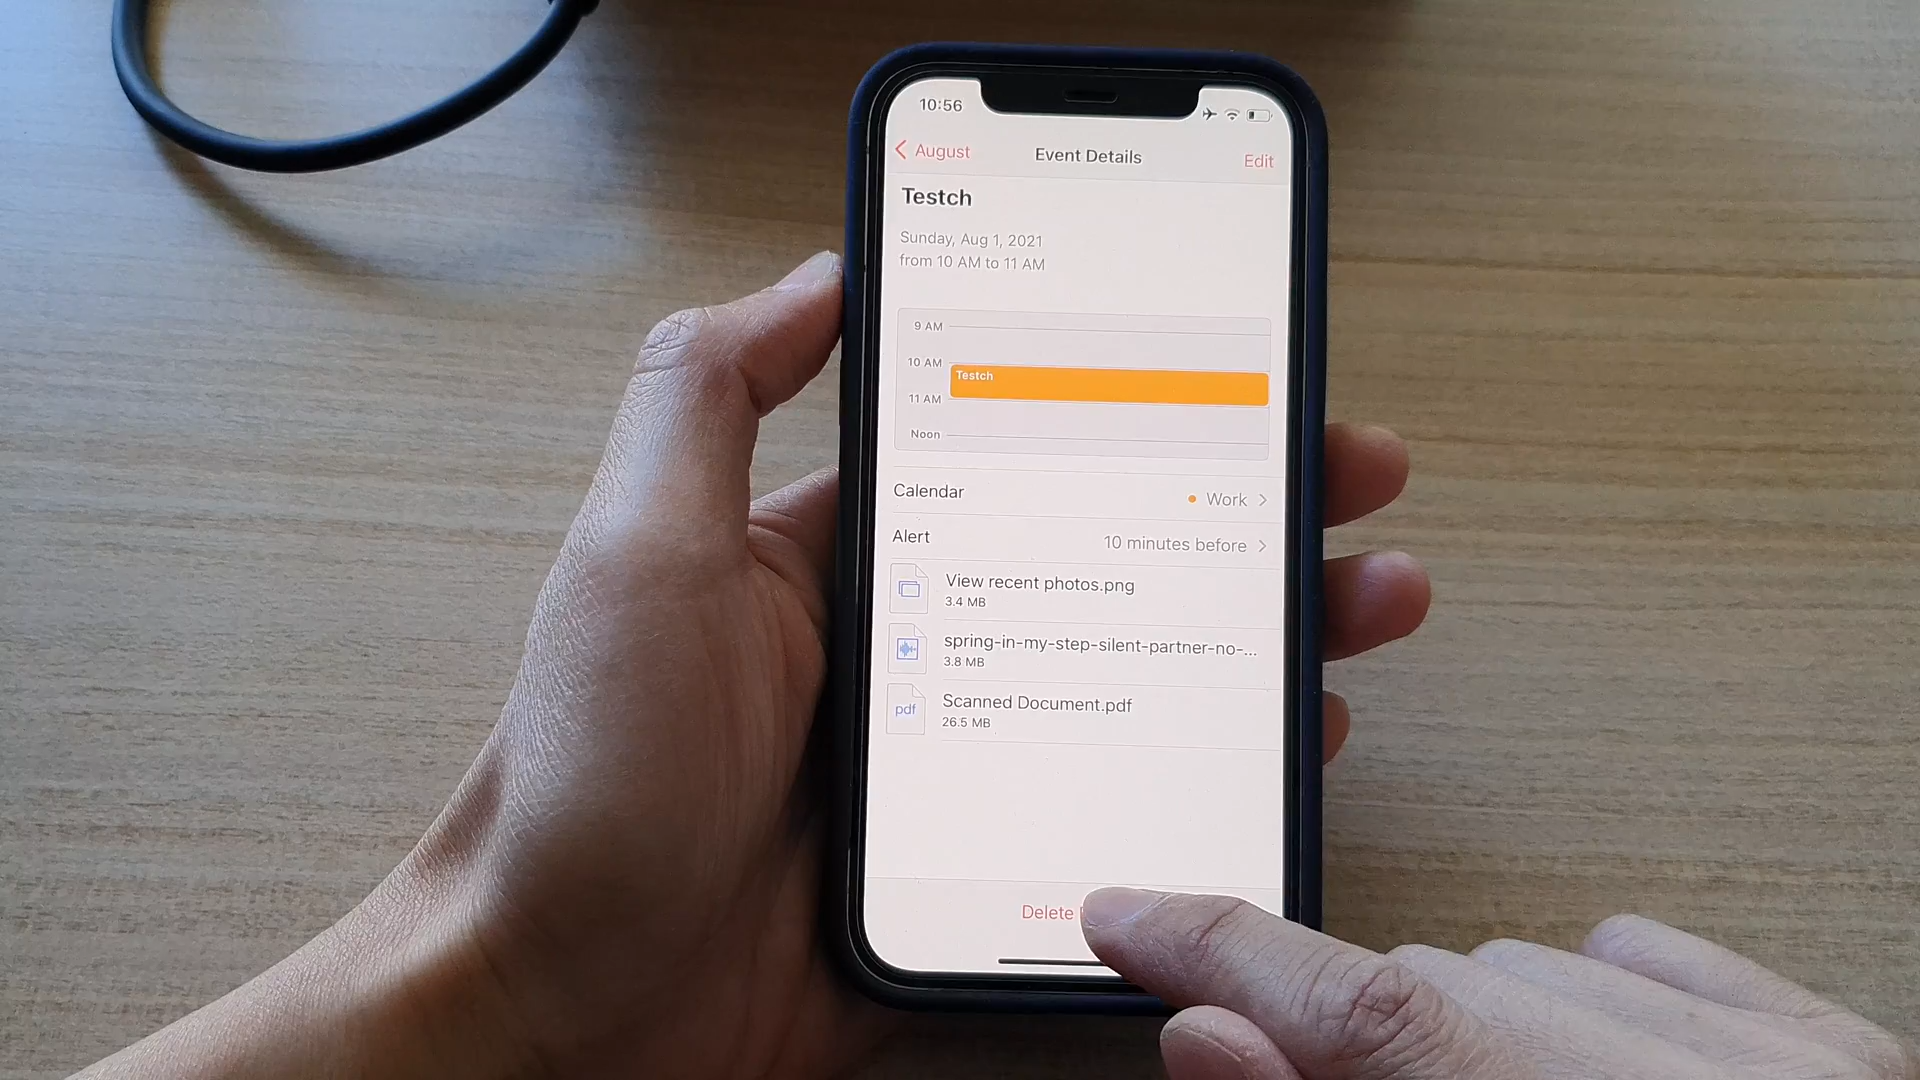 10:56
August
Event Details
Edit
Testch
Sunday, Aug 1, 2021
from 10 AM to 11 AM
9 AM
10 AM
Testch
11 AM
Noon
Calendar
Work
Alert
10 minutes before
View recent photos.png
3.4 MB
spring-in-my-step-silent-partner-no-...
3.8 MB
pdf
Scanned Document.pdf
26.5 MB
Delete